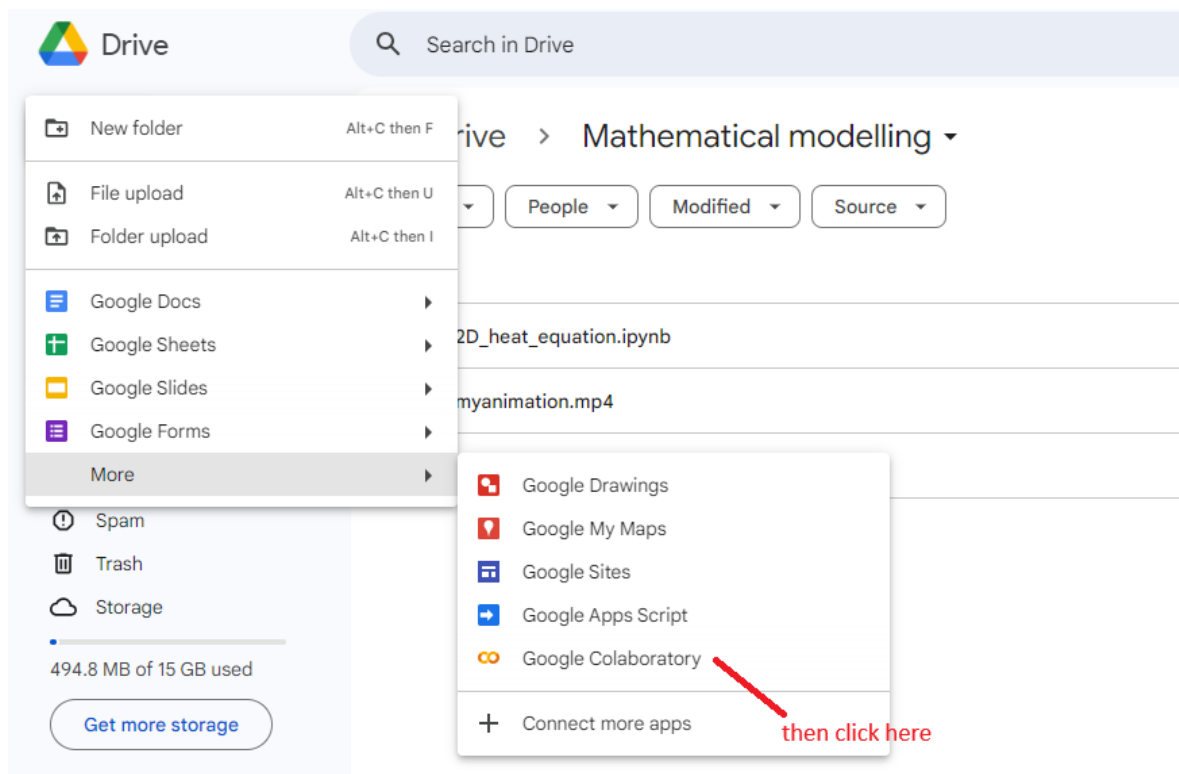 Drive
Search in Drive
New folder Alt+C then F
rive > Mathematical modelling
File upload Alt+C then U
People Modified Source
Folder upload Alt+C then I
Google Docs
2D_heat_equation.ipynb
Google Sheets
Google Slides
myanimation.mp4
Google Forms
More
Google Drawings
Spam
Google My Maps
Trash
Google Sites
Storage
Google Apps Script
Google Colaboratory
494.8 MB of 15 GB used
Get more storage
Connect more apps
then click here